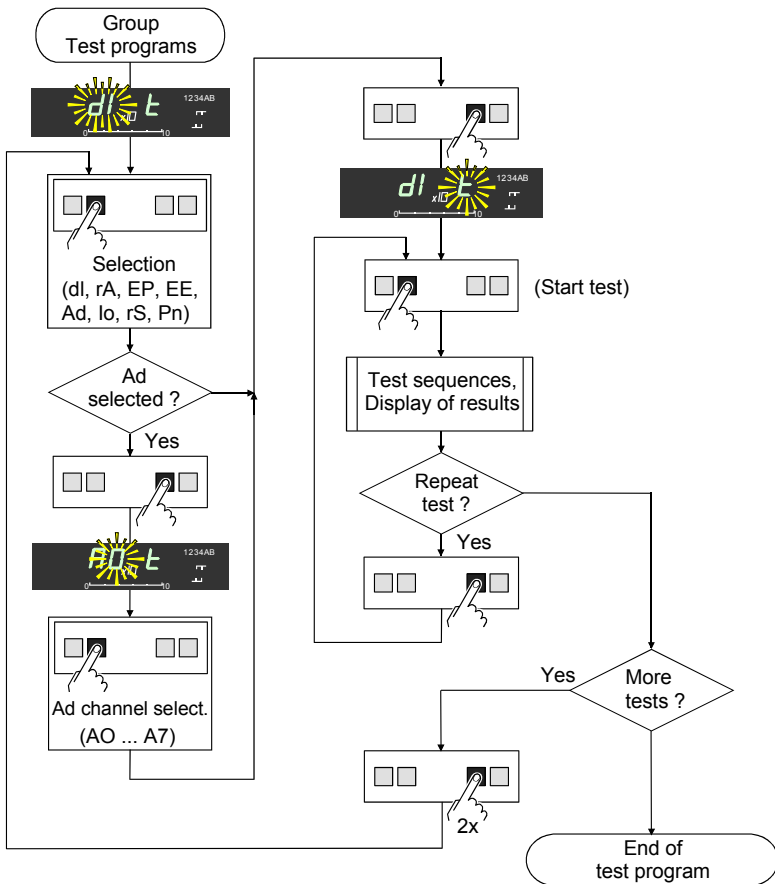 Group
Test programs
dI t
x10
1234AB
0 10
Selection
(dI, rA, EP, EE,
Ad, Io, rS, Pn)
Ad
selected ?
Yes
A0 t
1234AB
0 10
Ad channel select.
(AO ... A7)
dI t
x10
1234AB
0 10
(Start test)
Test sequences,
Display of results
Repeat
test ?
Yes
More
tests ?
Yes
2x
End of
test program